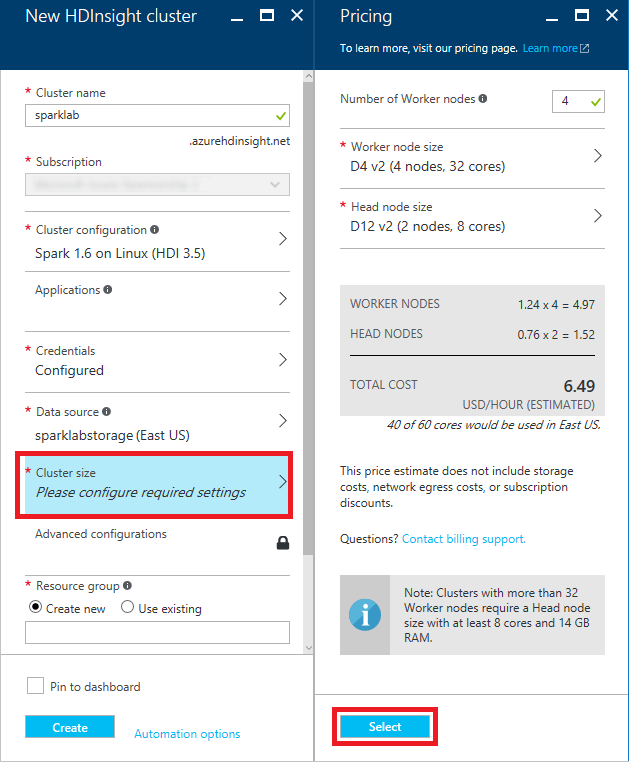 New HDInsight cluster
* Cluster name
sparklab
.azurehdinsight.net
* Subscription
* Cluster configuration
Spark 1.6 on Linux (HDI 3.5)
Applications
* Credentials
Configured
* Data source
sparklabstorage (East US)
* Cluster size
Please configure required settings
Advanced configurations
* Resource group
Create new Use existing
Pin to dashboard
Create Automation options
Pricing
To learn more, visit our pricing page. Learn more
Number of Worker nodes 4
* Worker node size
D4 v2 (4 nodes, 32 cores)
* Head node size
D12 v2 (2 nodes, 8 cores)
WORKER NODES 1.24 x 4 = 4.97
HEAD NODES 0.76 x 2 = 1.52
TOTAL COST 6.49
USD/HOUR (ESTIMATED)
40 of 60 cores would be used in East US.
This price estimate does not include storage
costs, network egress costs, or subscription
discounts.
Questions? Contact billing support.
Note: Clusters with more than 32
Worker nodes require a Head node
size with at least 8 cores and 14 GB
RAM.
Select